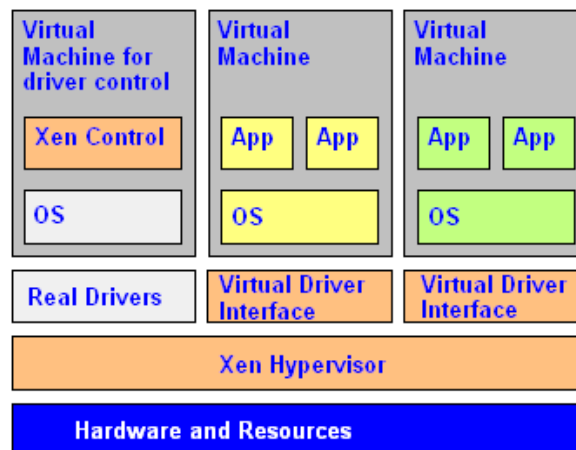 Virtual
Machine for
driver control
Xen Control
OS
Real Drivers
Virtual
Machine
App App
OS
Virtual Driver
Interface
Virtual
Machine
App App
OS
Virtual Driver
Interface
Xen Hypervisor
Hardware and Resources